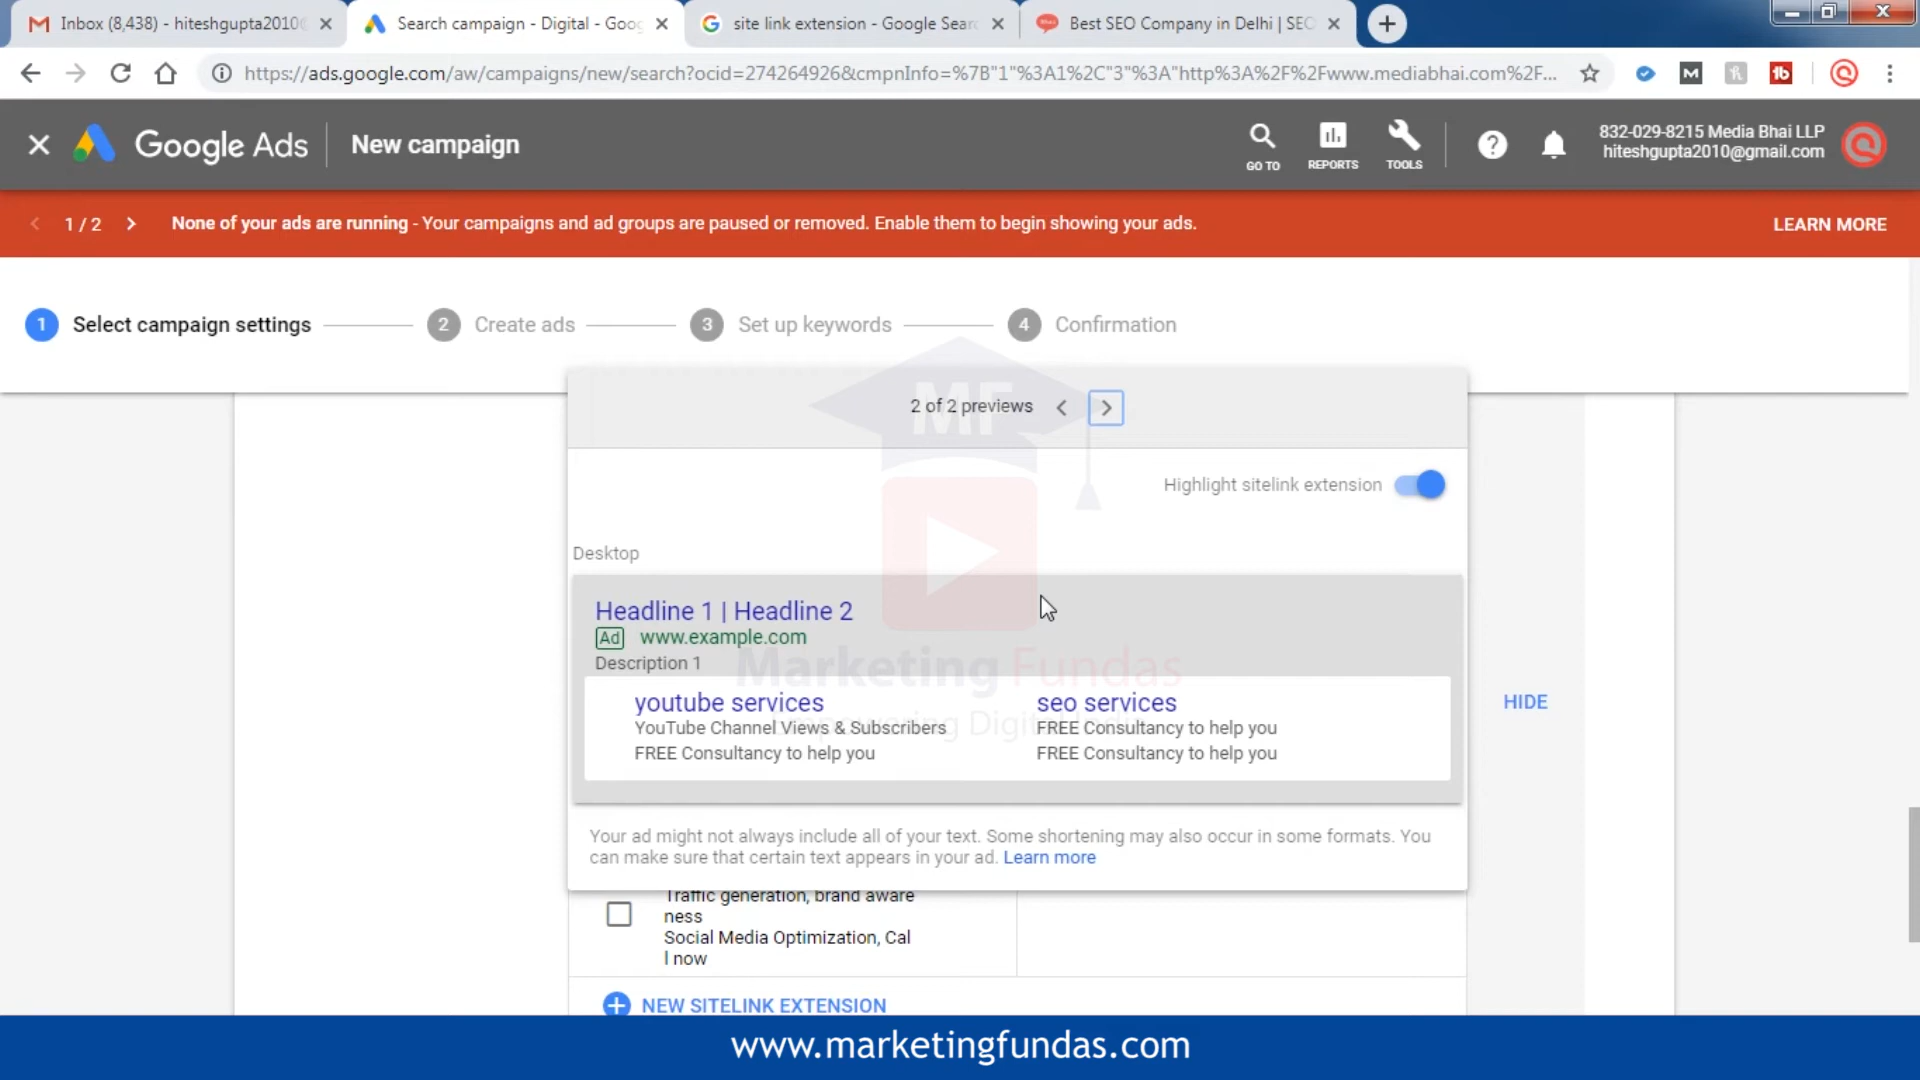 Inbox (8,438) - hiteshgupta2010@
Search campaign - Digital - Goog
site link extension - Google Sear
Best SEO Company in Delhi | SEO
https://ads.google.com/aw/campaigns/new/search?ocid=274264926&cmpnInfo=%7B"1"%3A1%2C"3"%3A"http%3A%2F%2Fwww.mediabhai.com%2F...
Google Ads
New campaign
GO TO
REPORTS
TOOLS
832-029-8215 Media Bhai LLP
hiteshgupta2010@gmail.com
1 / 2
None of your ads are running - Your campaigns and ad groups are paused or removed. Enable them to begin showing your ads.
LEARN MORE
1 Select campaign settings
2 Create ads
3 Set up keywords
4 Confirmation
MF
2 of 2 previews
Highlight sitelink extension
Desktop
Headline 1 | Headline 2
Ad www.example.com
Description 1
Marketing Fundas
Empowering Digital India
youtube services
YouTube Channel Views & Subscribers
FREE Consultancy to help you
seo services
FREE Consultancy to help you
FREE Consultancy to help you
HIDE
Your ad might not always include all of your text. Some shortening may also occur in some formats. You
can make sure that certain text appears in your ad. Learn more
Traffic generation, brand aware
ness
Social Media Optimization, Cal
l now
NEW SITELINK EXTENSION
www.marketingfundas.com